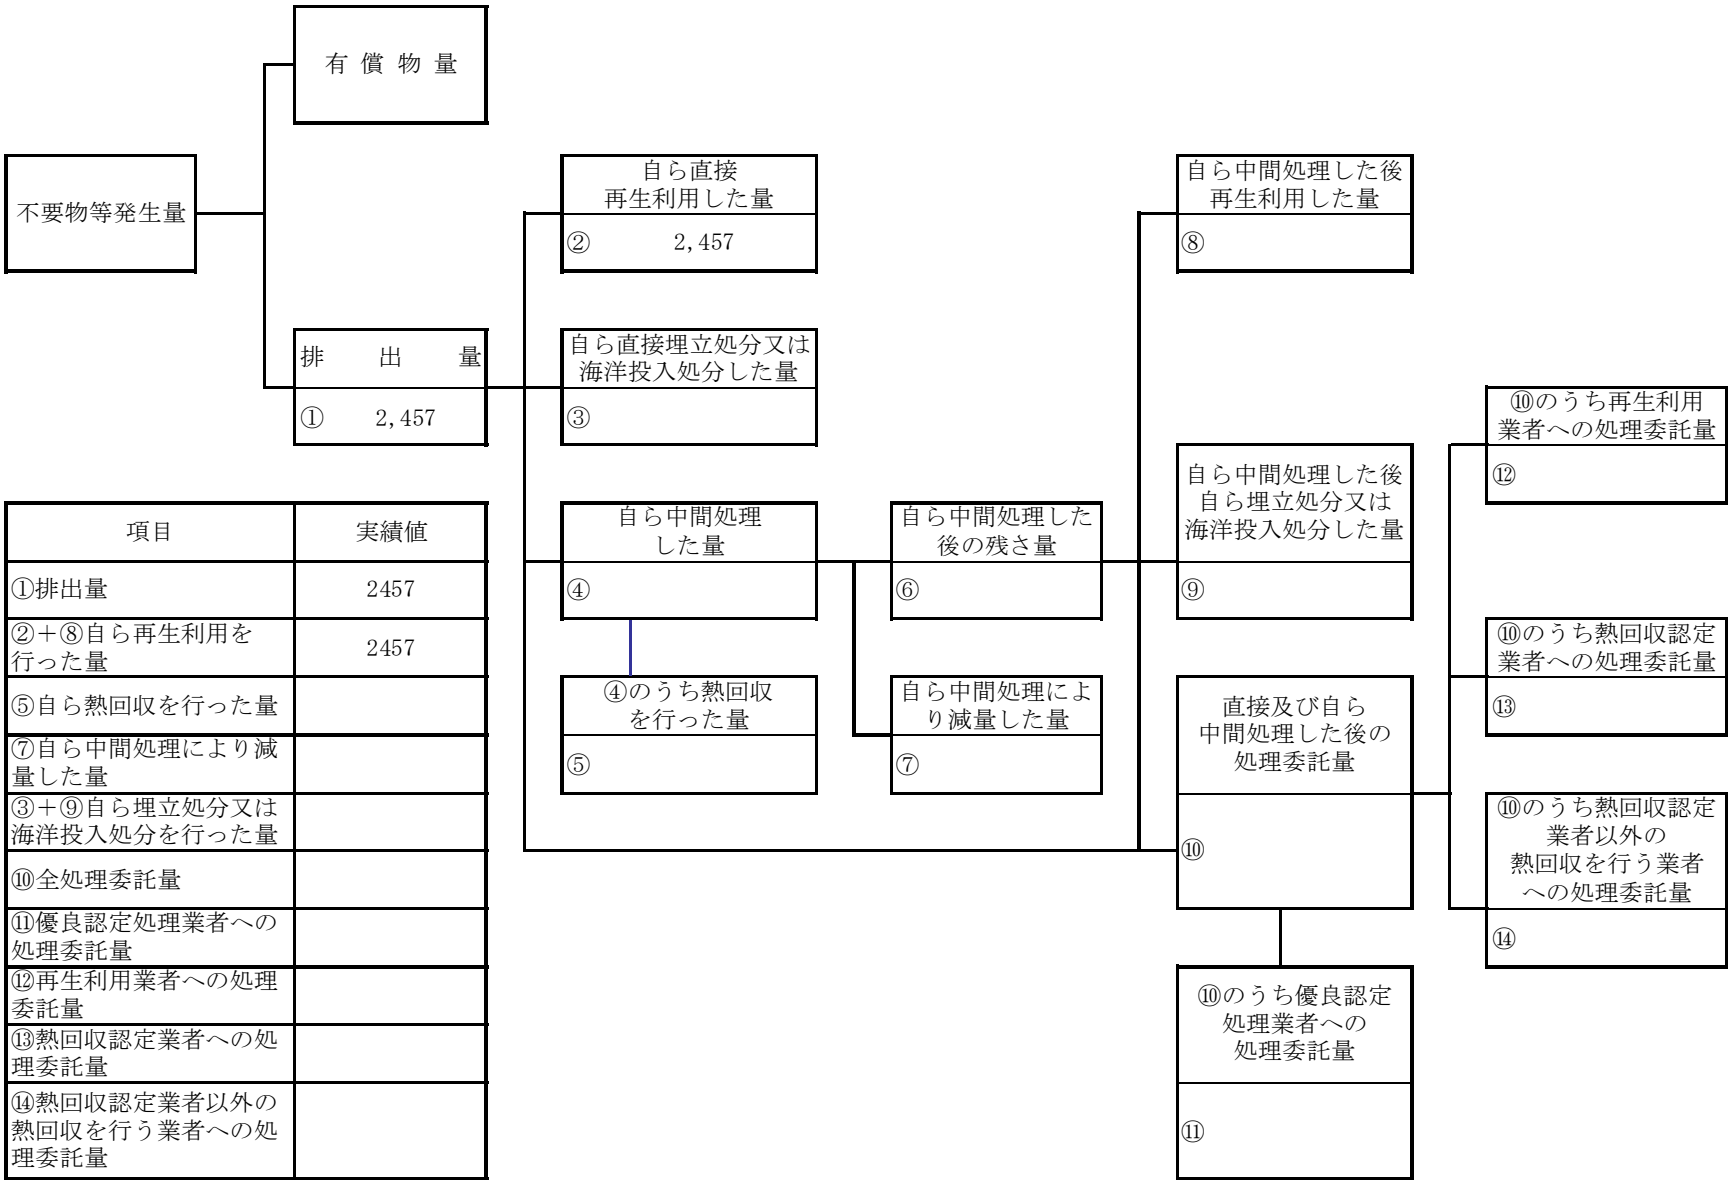 有償物量
不要物等発生量
自ら直接
再生利用した量
② 2,457
自ら中間処理した後
再生利用した量
⑧
排出量
① 2,457
自ら直接埋立処分又は
海洋投入処分した量
③
⑩のうち再生利用
業者への処理委託量
⑫
自ら中間処理した後
自ら埋立処分又は
海洋投入処分した量
⑨
自ら中間処理
した量
④
自ら中間処理した
後の残さ量
⑥
⑩のうち熱回収認定
業者への処理委託量
⑬
④のうち熱回収
を行った量
⑤
自ら中間処理によ
り減量した量
⑦
直接及び自ら
中間処理した後の
処理委託量
⑩
⑩のうち熱回収認定
業者以外の
熱回収を行う業者
への処理委託量
⑭
⑩のうち優良認定
処理業者への
処理委託量
⑪
項目 実績値
①排出量 2457
②＋⑧自ら再生利用を
行った量 2457
⑤自ら熱回収を行った量
⑦自ら中間処理により減
量した量
③＋⑨自ら埋立処分又は
海洋投入処分を行った量
⑩全処理委託量
⑪優良認定処理業者への
処理委託量
⑫再生利用業者への処理
委託量
⑬熱回収認定業者への処
理委託量
⑭熱回収認定業者以外の
熱回収を行う業者への処
理委託量